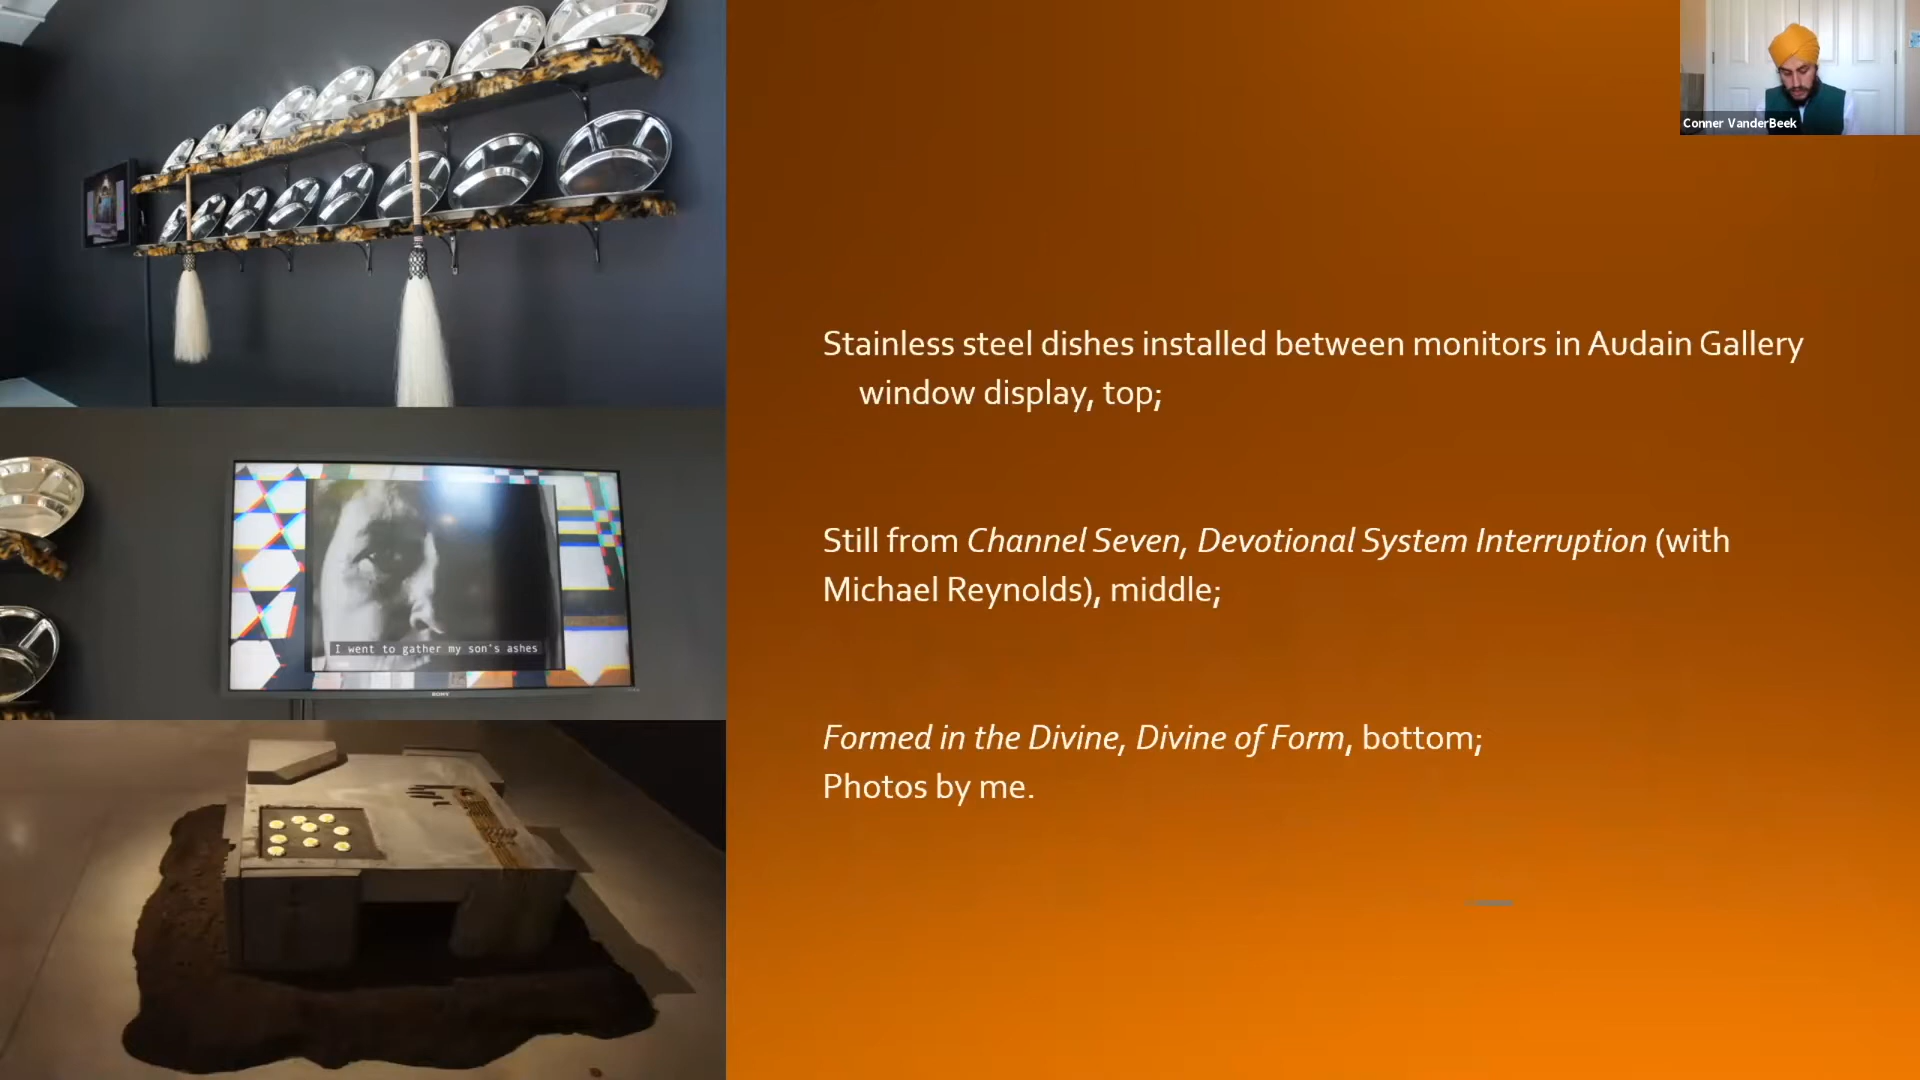 Conner VanderBeek
Stainless steel dishes installed between monitors in Audain Gallery
window display, top;
Still from Channel Seven, Devotional System Interruption (with
Michael Reynolds), middle;
I went to gather my son's ashes
SONY
Formed in the Divine, Divine of Form, bottom;
Photos by me.